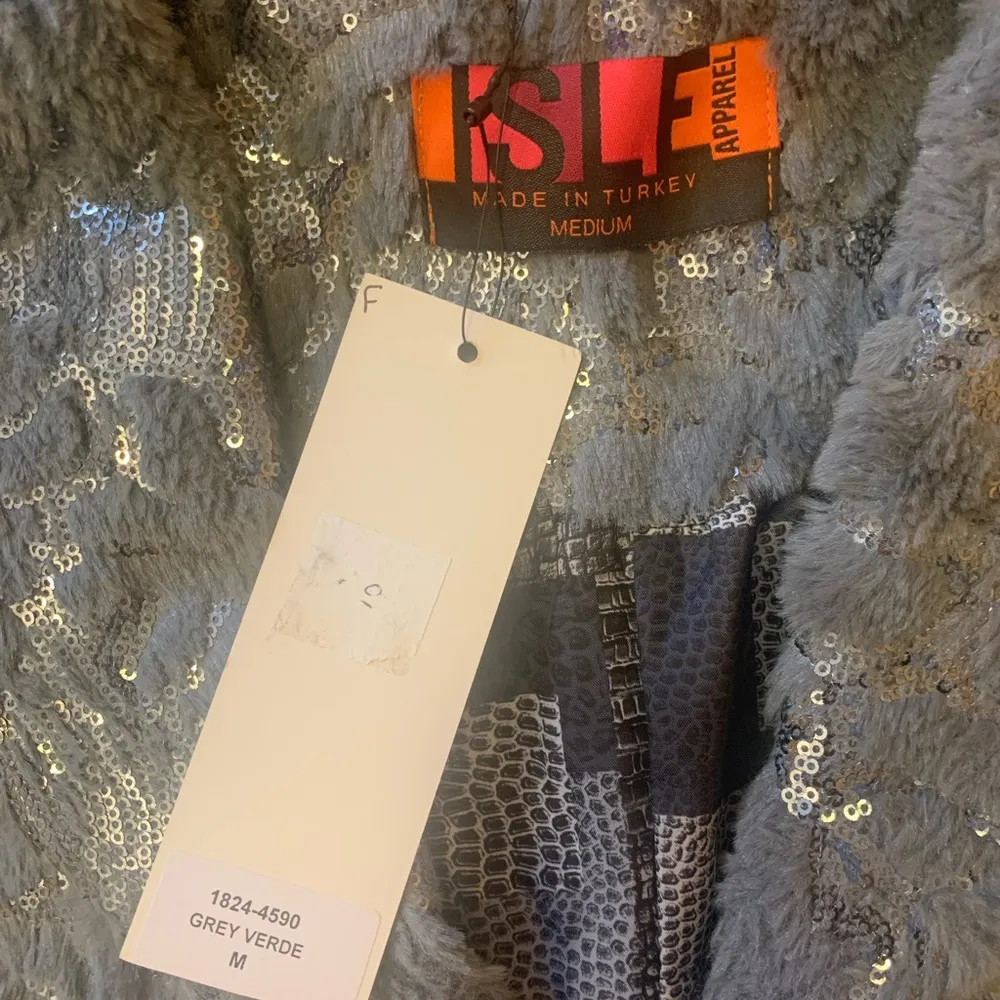 ISLE
APPAREL
MADE IN TURKEY
MEDIUM
F
1824-4590
GREY VERDE
M